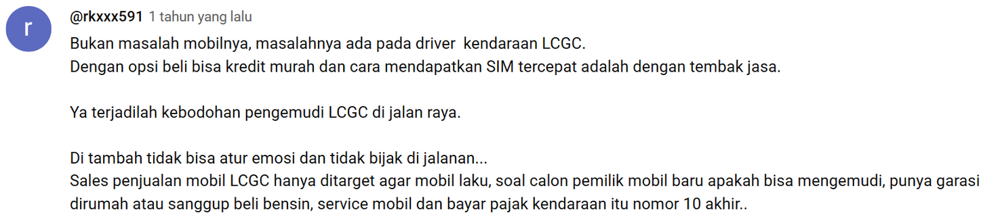 r
@rkxxx591 1 tahun yang lalu
Bukan masalah mobilnya, masalahnya ada pada driver  kendaraan LCGC.
Dengan opsi beli bisa kredit murah dan cara mendapatkan SIM tercepat adalah dengan tembak jasa.
Ya terjadilah kebodohan pengemudi LCGC di jalan raya.
Di tambah tidak bisa atur emosi dan tidak bijak di jalanan...
Sales penjualan mobil LCGC hanya ditarget agar mobil laku, soal calon pemilik mobil baru apakah bisa mengemudi, punya garasi
dirumah atau sanggup beli bensin, service mobil dan bayar pajak kendaraan itu nomor 10 akhir..